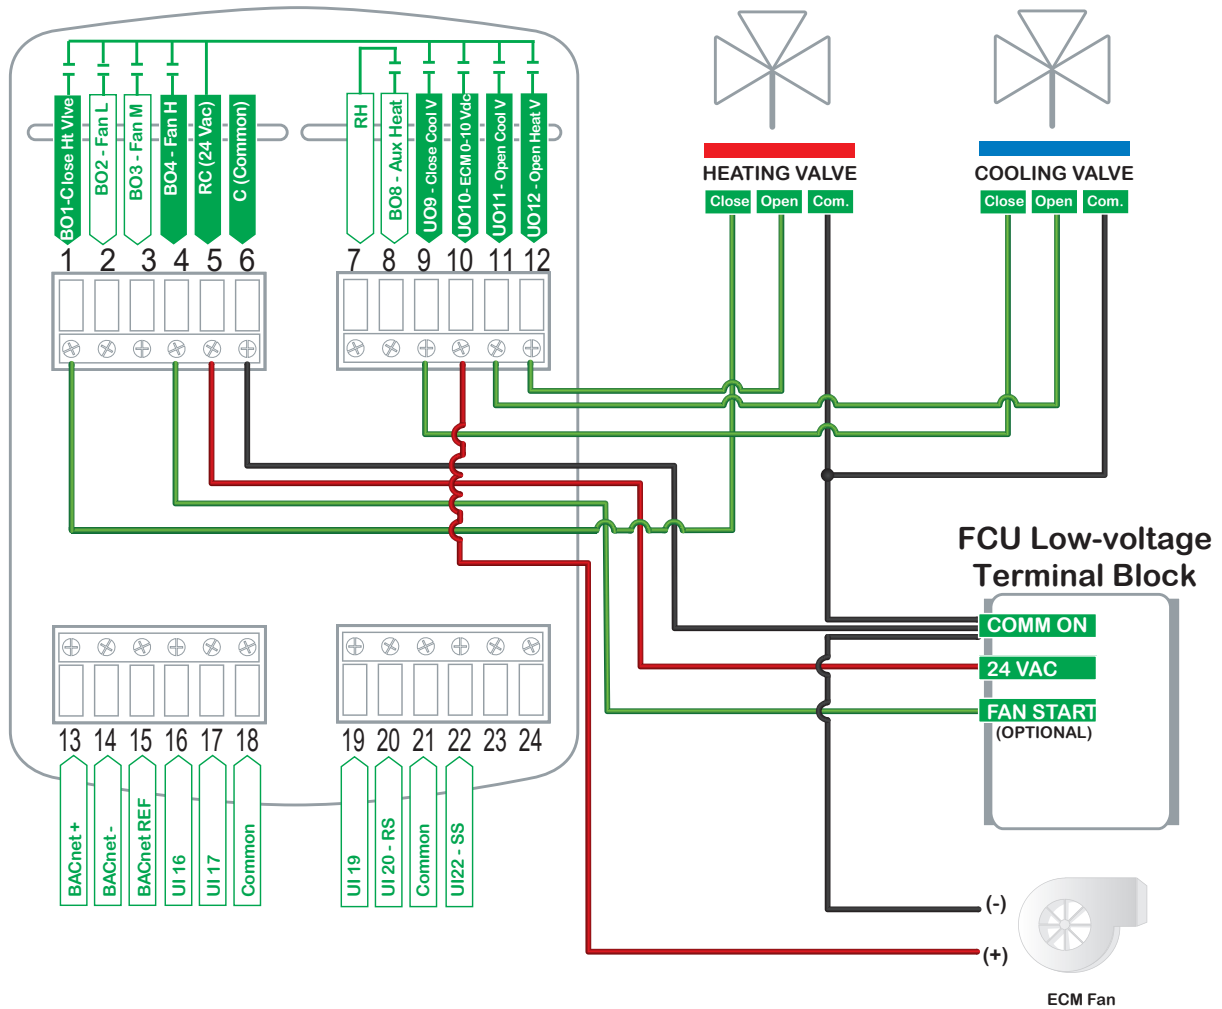 BO1-Close Ht Vlve
BO2 - Fan L
BO3 - Fan M
BO4 - Fan H
RC (24 Vac)
C (Common)
RH
BO8 - Aux Heat
UO9 - Close Cool V
UO10- ECM 0-10 Vdc
UO11 - Open Cool V
UO12 - Open Heat V
1 2 3 4 5 6
7 8 9 10 11 12
HEATING VALVE
Close Open Com.
COOLING VALVE
Close Open Com.
FCU Low-voltage
Terminal Block
COMM ON
24 VAC
FAN START
(OPTIONAL)
13 14 15 16 17 18
19 20 21 22 23 24
BACnet +
BACnet -
BACnet REF
UI 16
UI 17
Common
UI 19
UI 20 - RS
Common
UI22 - SS
(-)
(+)
ECM Fan